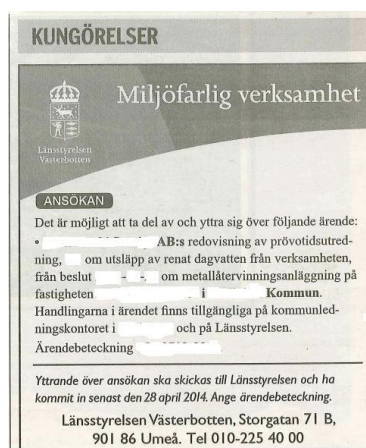 KUNGÖRELSER
Miljöfarlig verksamhet
Länsstyrelsen
Västerbotten
ANSÖKAN
Det är möjligt att ta del av och yttra sig över följande ärende:
• AB:s redovisning av prövotidsutred-
ning, om utsläpp av renat dagvatten från verksamheten,
från beslut - -. om metallåtervinningsanläggning på
fastigheten i Kommun.
Handlingarna i ärendet finns tillgängliga på kommunled-
ningskontoret i och på Länsstyrelsen.
Ärendebeteckning
Yttrande över ansökan ska skickas till Länsstyrelsen och ha
kommit in senast den 28 april 2014. Ange ärendebeteckning.
Länsstyrelsen Västerbotten, Storgatan 71 B,
901 86 Umeå. Tel 010-225 40 00